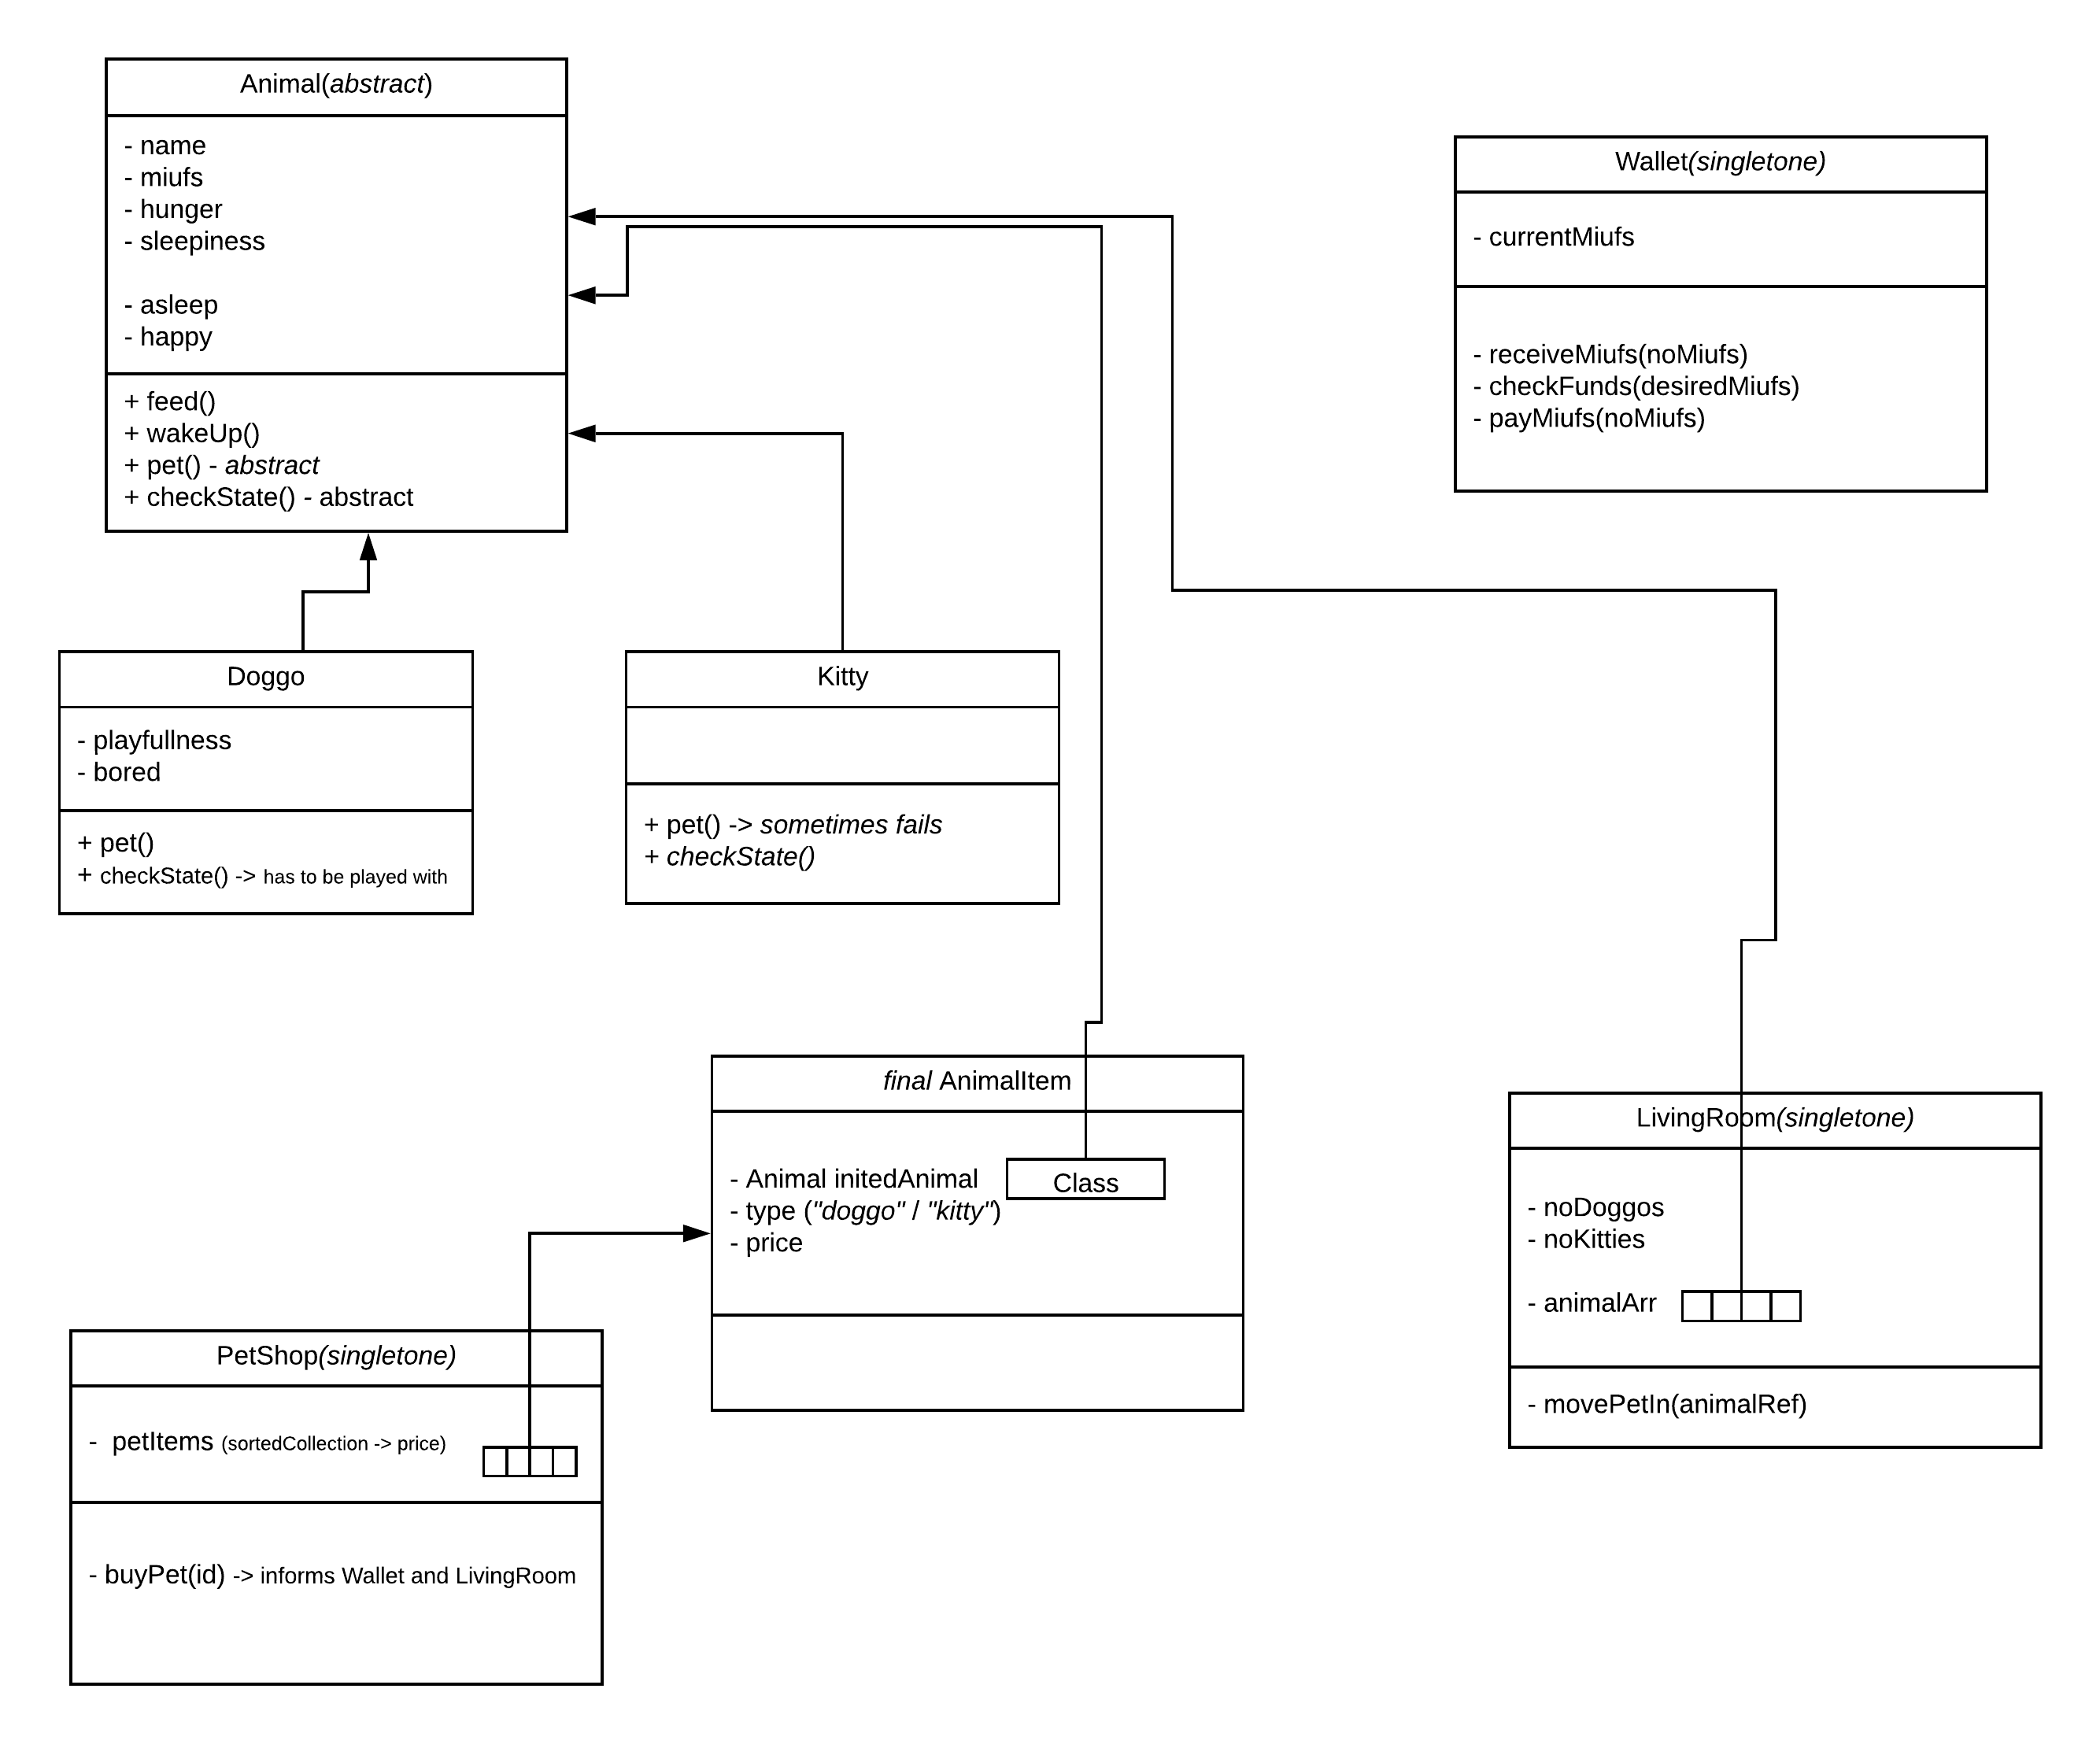 Animal(abstract)
- name
- miufs
- hunger
- sleepiness
- asleep
- happy
+ feed()
+ wakeUp()
+ pet() - abstract
+ checkState() - abstract
Wallet(singletone)
- currentMiufs
- receiveMiufs(noMiufs)
- checkFunds(desiredMiufs)
- payMiufs(noMiufs)
Doggo
- playfullness
- bored
+ pet()
+ checkState() -> has to be played with
Kitty
+ pet() -> sometimes fails
+ checkState()
final AnimalItem
- Animal initedAnimal
Class
- type ("doggo" / "kitty")
- price
LivingRoom(singletone)
- noDoggos
- noKitties
- animalArr
- movePetIn(animalRef)
PetShop(singletone)
- petItems (sortedCollection -> price)
- buyPet(id) -> informs Wallet and LivingRoom